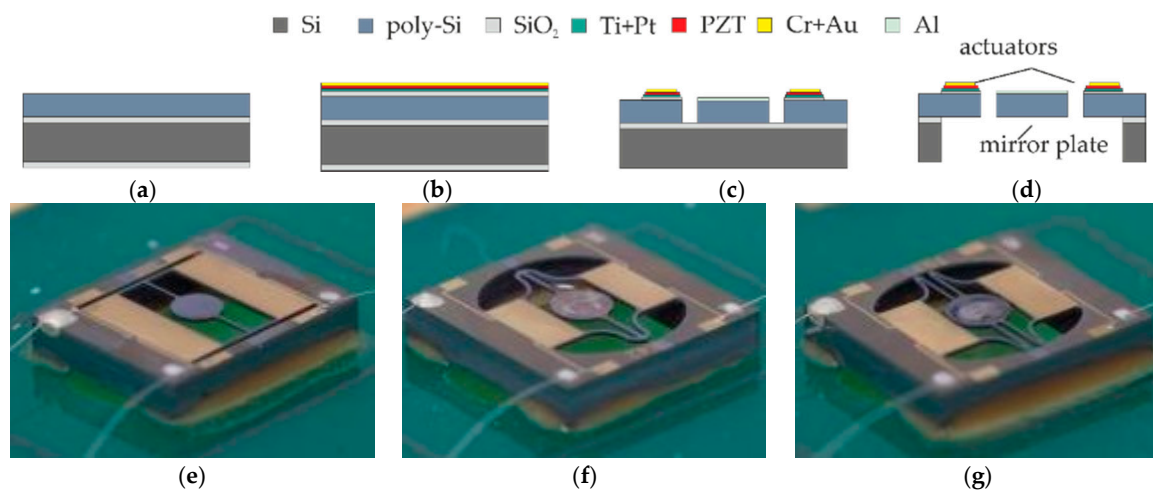 Si poly-Si SiO₂ Ti+Pt PZT Cr+Au Al
actuators
mirror plate
(a) (b) (c) (d)
(e) (f) (g)